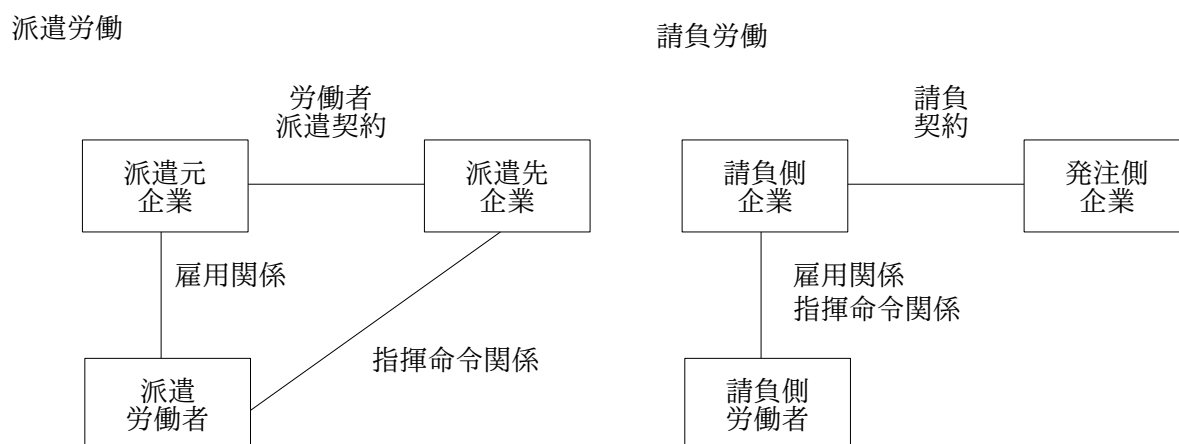 派遣労働
労働者
派遣契約
派遣元
企業
派遣先
企業
雇用関係
指揮命令関係
派遣
労働者
請負労働
請負
契約
請負側
企業
発注側
企業
雇用関係
指揮命令関係
請負側
労働者